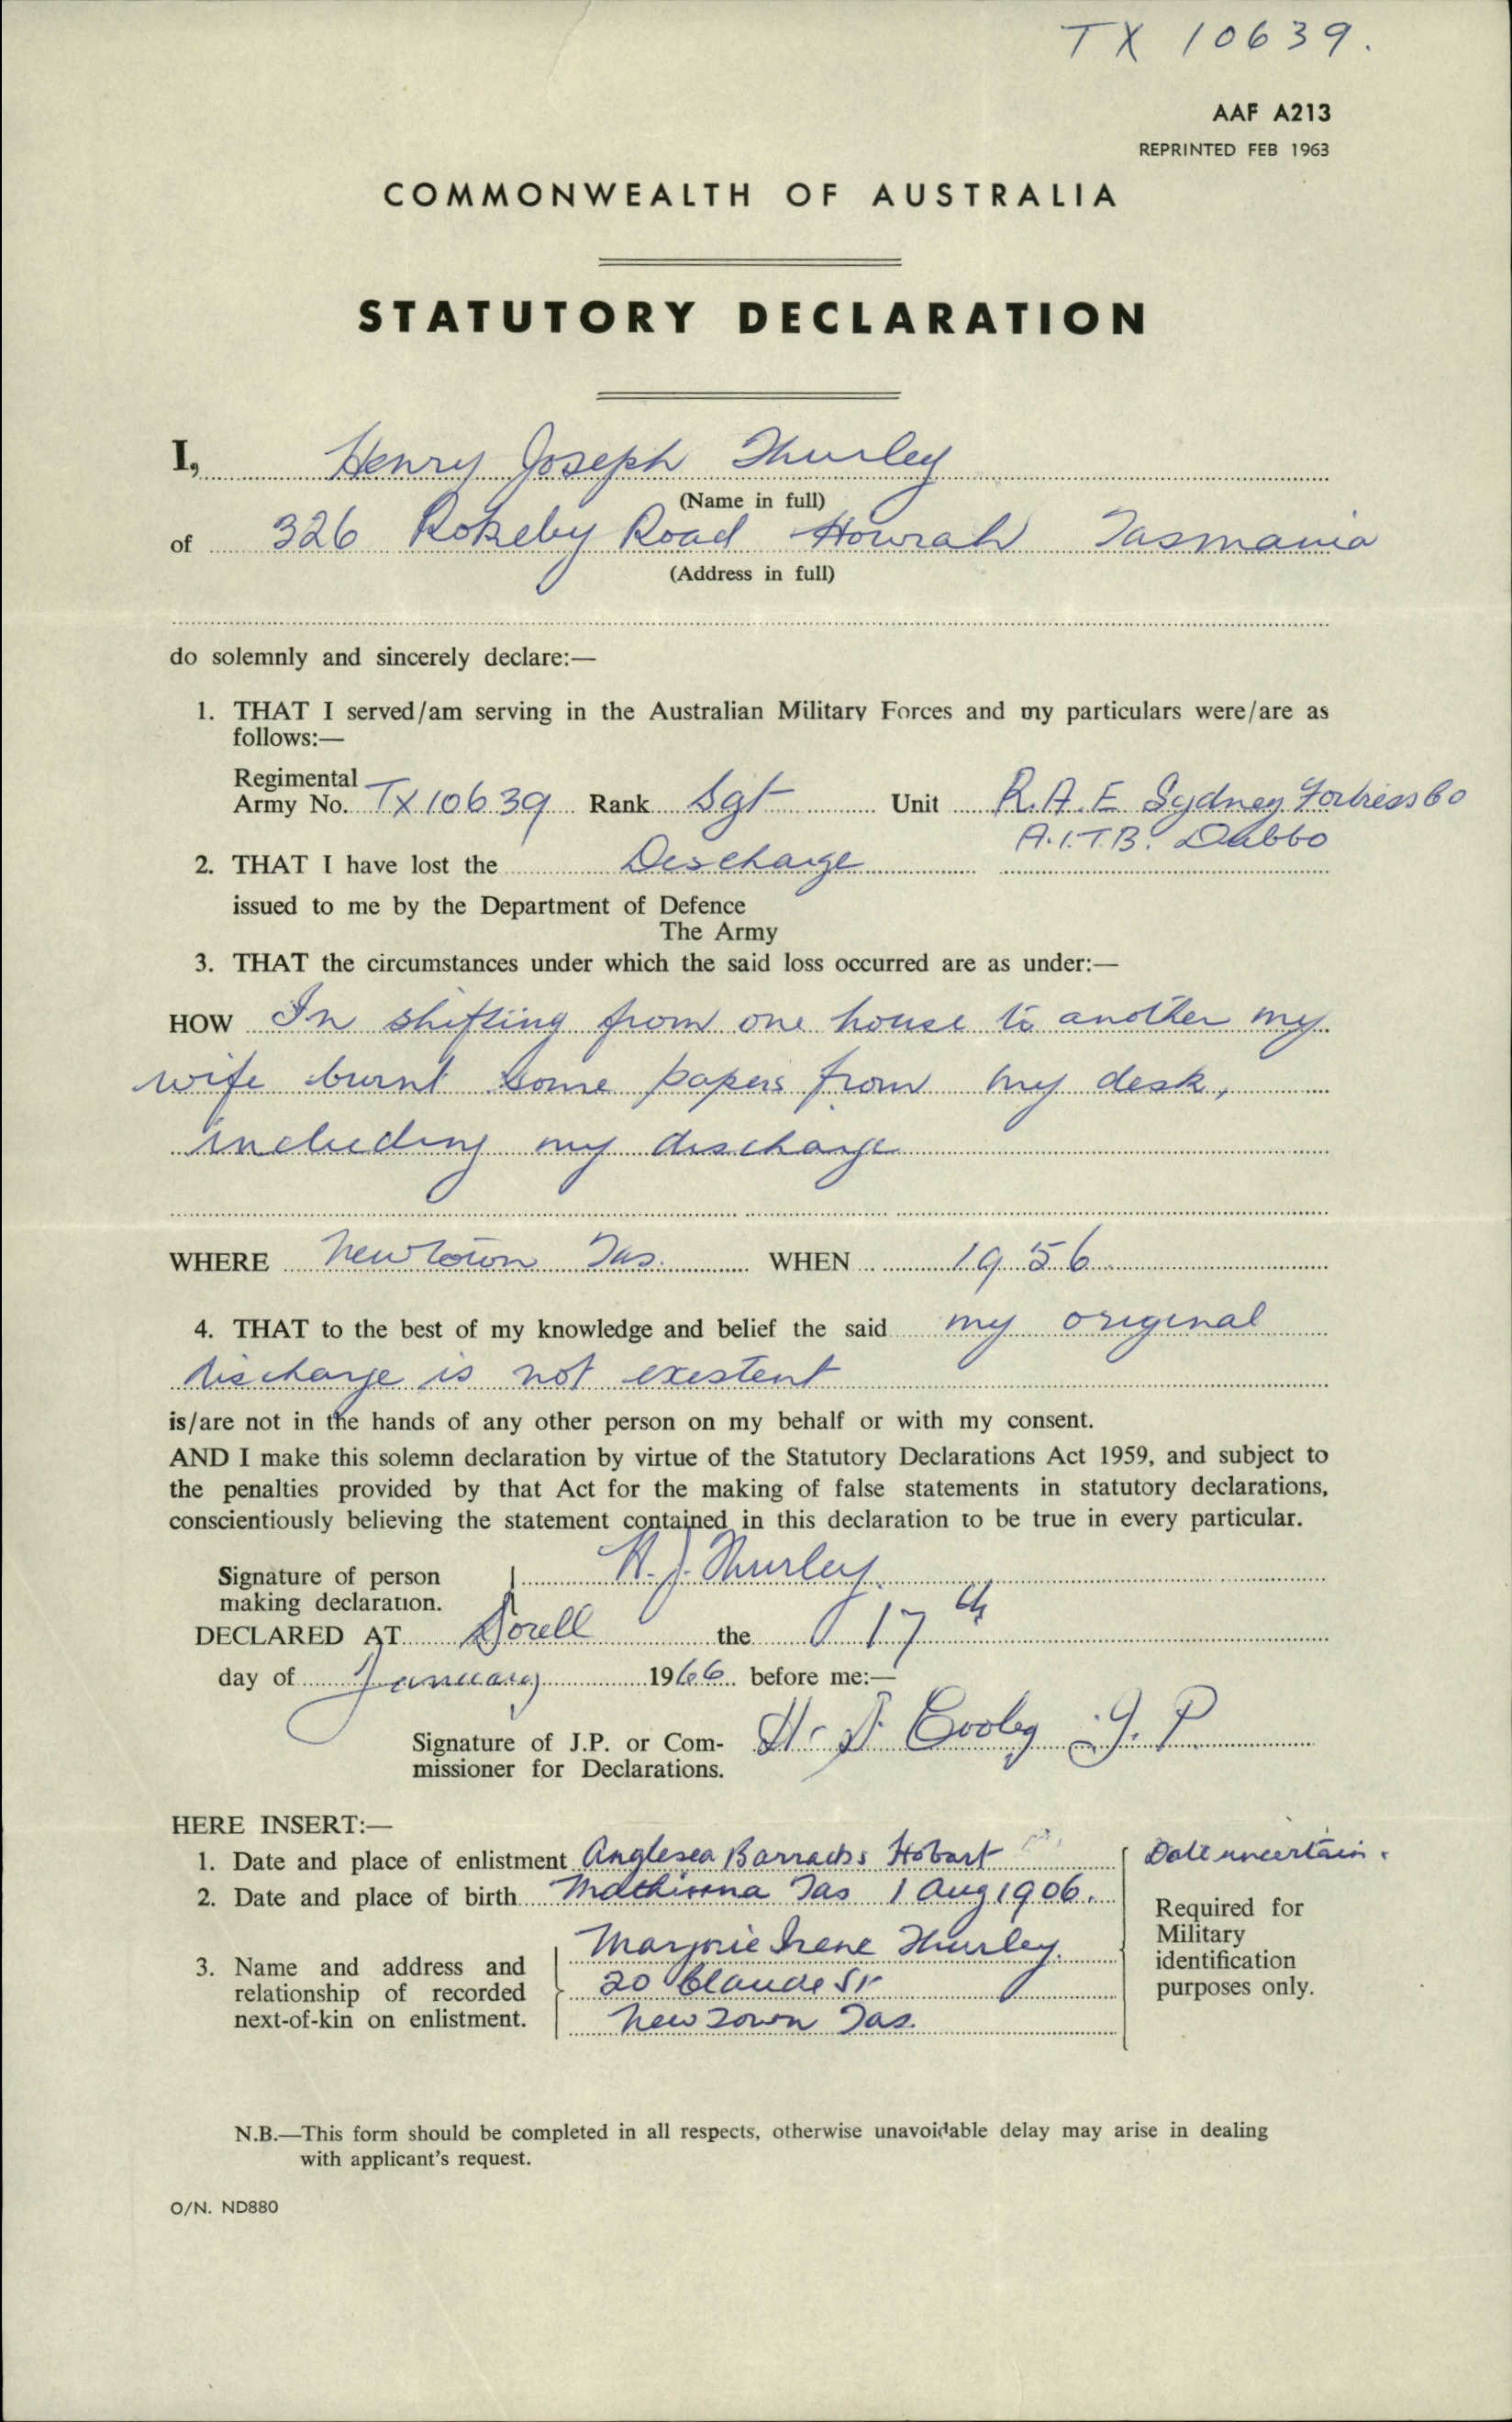 TX 10639.
AAF A213
REPRINTED FEB 1963
COMMONWEALTH OF AUSTRALIA
STATUTORY DECLARATION
I, Henry Joseph Thurley
(Name in full)
of 326 Rokeby Road Howrah Tasmania
(Address in full)
do solemnly and sincerely declare:—
1. THAT I served/am serving in the Australian Military Forces and my particulars were/are as
follows:—
Regimental
Army No. TX10639 Rank Sgt Unit R.A.E Sydney Fortress Co
A.I.T.B. Dubbo
2. THAT I have lost the Discharge
issued to me by the Department of Defence
The Army
3. THAT the circumstances under which the said loss occurred are as under:—
HOW In shifting from one house to another my
wife burnt some papers from my desk,
including my discharge
WHERE Newtown Tas. WHEN 1956
4. THAT to the best of my knowledge and belief the said my original
discharge is not existent
is/are not in the hands of any other person on my behalf or with my consent.
AND I make this solemn declaration by virtue of the Statutory Declarations Act 1959, and subject to
the penalties provided by that Act for the making of false statements in statutory declarations,
conscientiously believing the statement contained in this declaration to be true in every particular.
Signature of person H. J. Thurley.
making declaration.
DECLARED AT Sorell the 17th
day of January 1966 before me:—
Signature of J.P. or Com- Cooley J. P
missioner for Declarations.
HERE INSERT:—
1. Date and place of enlistment Anglesea Barracks Hobart Date uncertain.
2. Date and place of birth Mathinna Tas 1 Aug 1906.
Required for
Military
identification
purposes only.
3. Name and address and
relationship of recorded
next-of-kin on enlistment.
Marjorie Irene Thurley.
20 Claude St
New Town Tas.
N.B.—This form should be completed in all respects, otherwise unavoidable delay may arise in dealing
with applicant's request.
O/N. ND880